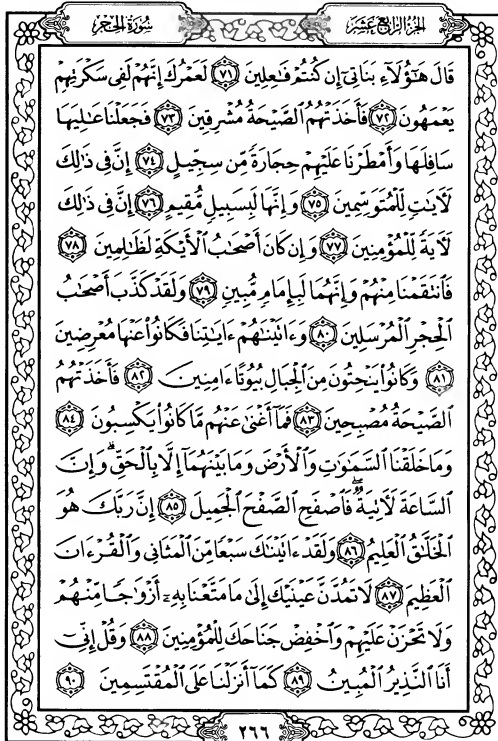 سُورَةُ الحِجْرِ
الجُزْءُ الرَّابِعَ عَشَرَ
قَالَ هَٰٓؤُلَآءِ بَنَاتِىٓ إِن كُنتُمْ فَٰعِلِينَ ۝٧١ لَعَمْرُكَ إِنَّهُمْ لَفِى سَكْرَتِهِمْ
يَعْمَهُونَ ۝٧٢ فَأَخَذَتْهُمُ ٱلصَّيْحَةُ مُشْرِقِينَ ۝٧٣ فَجَعَلْنَا عَٰلِيَهَا
سَافِلَهَا وَأَمْطَرْنَا عَلَيْهِمْ حِجَارَةً مِّن سِجِّيلٍ ۝٧٤ إِنَّ فِى ذَٰلِكَ
لَءَايَٰتٍ لِّلْمُتَوَسِّمِينَ ۝٧٥ وَإِنَّهَا لَبِسَبِيلٍ مُّقِيمٍ ۝٧٦ إِنَّ فِى ذَٰلِكَ
لَءَايَةً لِّلْمُؤْمِنِينَ ۝٧٧ وَإِن كَانَ أَصْحَٰبُ ٱلْأَيْكَةِ لَظَٰلِمِينَ ۝٧٨
فَٱنتَقَمْنَا مِنْهُمْ وَإِنَّهُمَا لَبِإِمَامٍ مُّبِينٍ ۝٧٩ وَلَقَدْ كَذَّبَ أَصْحَٰبُ
ٱلْحِجْرِ ٱلْمُرْسَلِينَ ۝٨٠ وَءَاتَيْنَٰهُمْ ءَايَٰتِنَا فَكَانُوا۟ عَنْهَا مُعْرِضِينَ
۝٨١ وَكَانُوا۟ يَنْحِتُونَ مِنَ ٱلْجِبَالِ بُيُوتًا ءَامِنِينَ ۝٨٢ فَأَخَذَتْهُمُ
ٱلصَّيْحَةُ مُصْبِحِينَ ۝٨٣ فَمَآ أَغْنَىٰ عَنْهُم مَّا كَانُوا۟ يَكْسِبُونَ ۝٨٤
وَمَا خَلَقْنَا ٱلسَّمَٰوَٰتِ وَٱلْأَرْضَ وَمَا بَيْنَهُمَآ إِلَّا بِٱلْحَقِّ ۗ وَإِنَّ
ٱلسَّاعَةَ لَءَاتِيَةٌ ۖ فَٱصْفَحِ ٱلصَّفْحَ ٱلْجَمِيلَ ۝٨٥ إِنَّ رَبَّكَ هُوَ
ٱلْخَلَّٰقُ ٱلْعَلِيمُ ۝٨٦ وَلَقَدْ ءَاتَيْنَٰكَ سَبْعًا مِّنَ ٱلْمَثَانِى وَٱلْقُرْءَانَ
ٱلْعَظِيمَ ۝٨٧ لَا تَمُدَّنَّ عَيْنَيْكَ إِلَىٰ مَا مَتَّعْنَا بِهِۦٓ أَزْوَٰجًا مِّنْهُمْ
وَلَا تَحْزَنْ عَلَيْهِمْ وَٱخْفِضْ جَنَاحَكَ لِلْمُؤْمِنِينَ ۝٨٨ وَقُلْ إِنِّىٓ
أَنَا ٱلنَّذِيرُ ٱلْمُبِينُ ۝٨٩ كَمَآ أَنزَلْنَا عَلَى ٱلْمُقْتَسِمِينَ ۝٩٠
٢٦٦